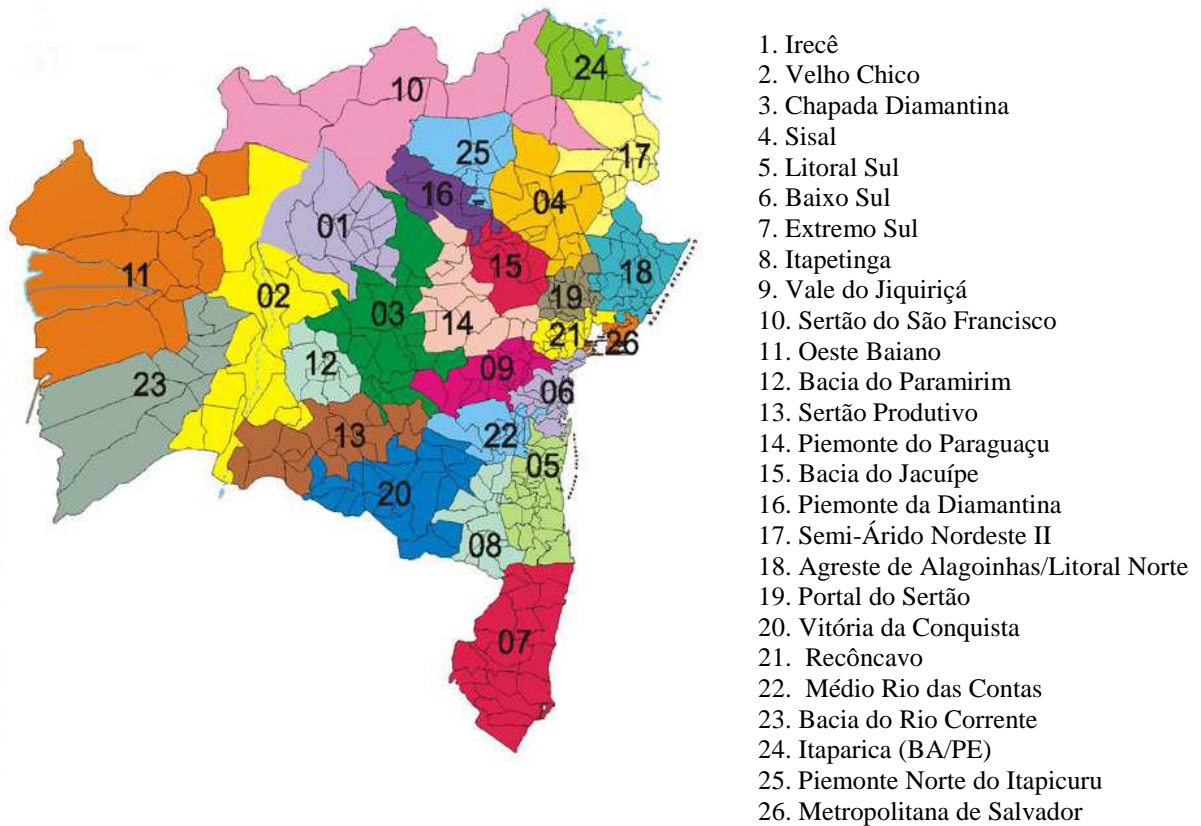 24
10
25
17
16
04
01
15
18
11
02
19
03
14
21
26
12
09
23
06
22
13
05
20
08
07
1. Irecê
2. Velho Chico
3. Chapada Diamantina
4. Sisal
5. Litoral Sul
6. Baixo Sul
7. Extremo Sul
8. Itapetinga
9. Vale do Jiquiriçá
10. Sertão do São Francisco
11. Oeste Baiano
12. Bacia do Paramirim
13. Sertão Produtivo
14. Piemonte do Paraguaçu
15. Bacia do Jacuípe
16. Piemonte da Diamantina
17. Semi-Árido Nordeste II
18. Agreste de Alagoinhas/Litoral Norte
19. Portal do Sertão
20. Vitória da Conquista
21. Recôncavo
22. Médio Rio das Contas
23. Bacia do Rio Corrente
24. Itaparica (BA/PE)
25. Piemonte Norte do Itapicuru
26. Metropolitana de Salvador